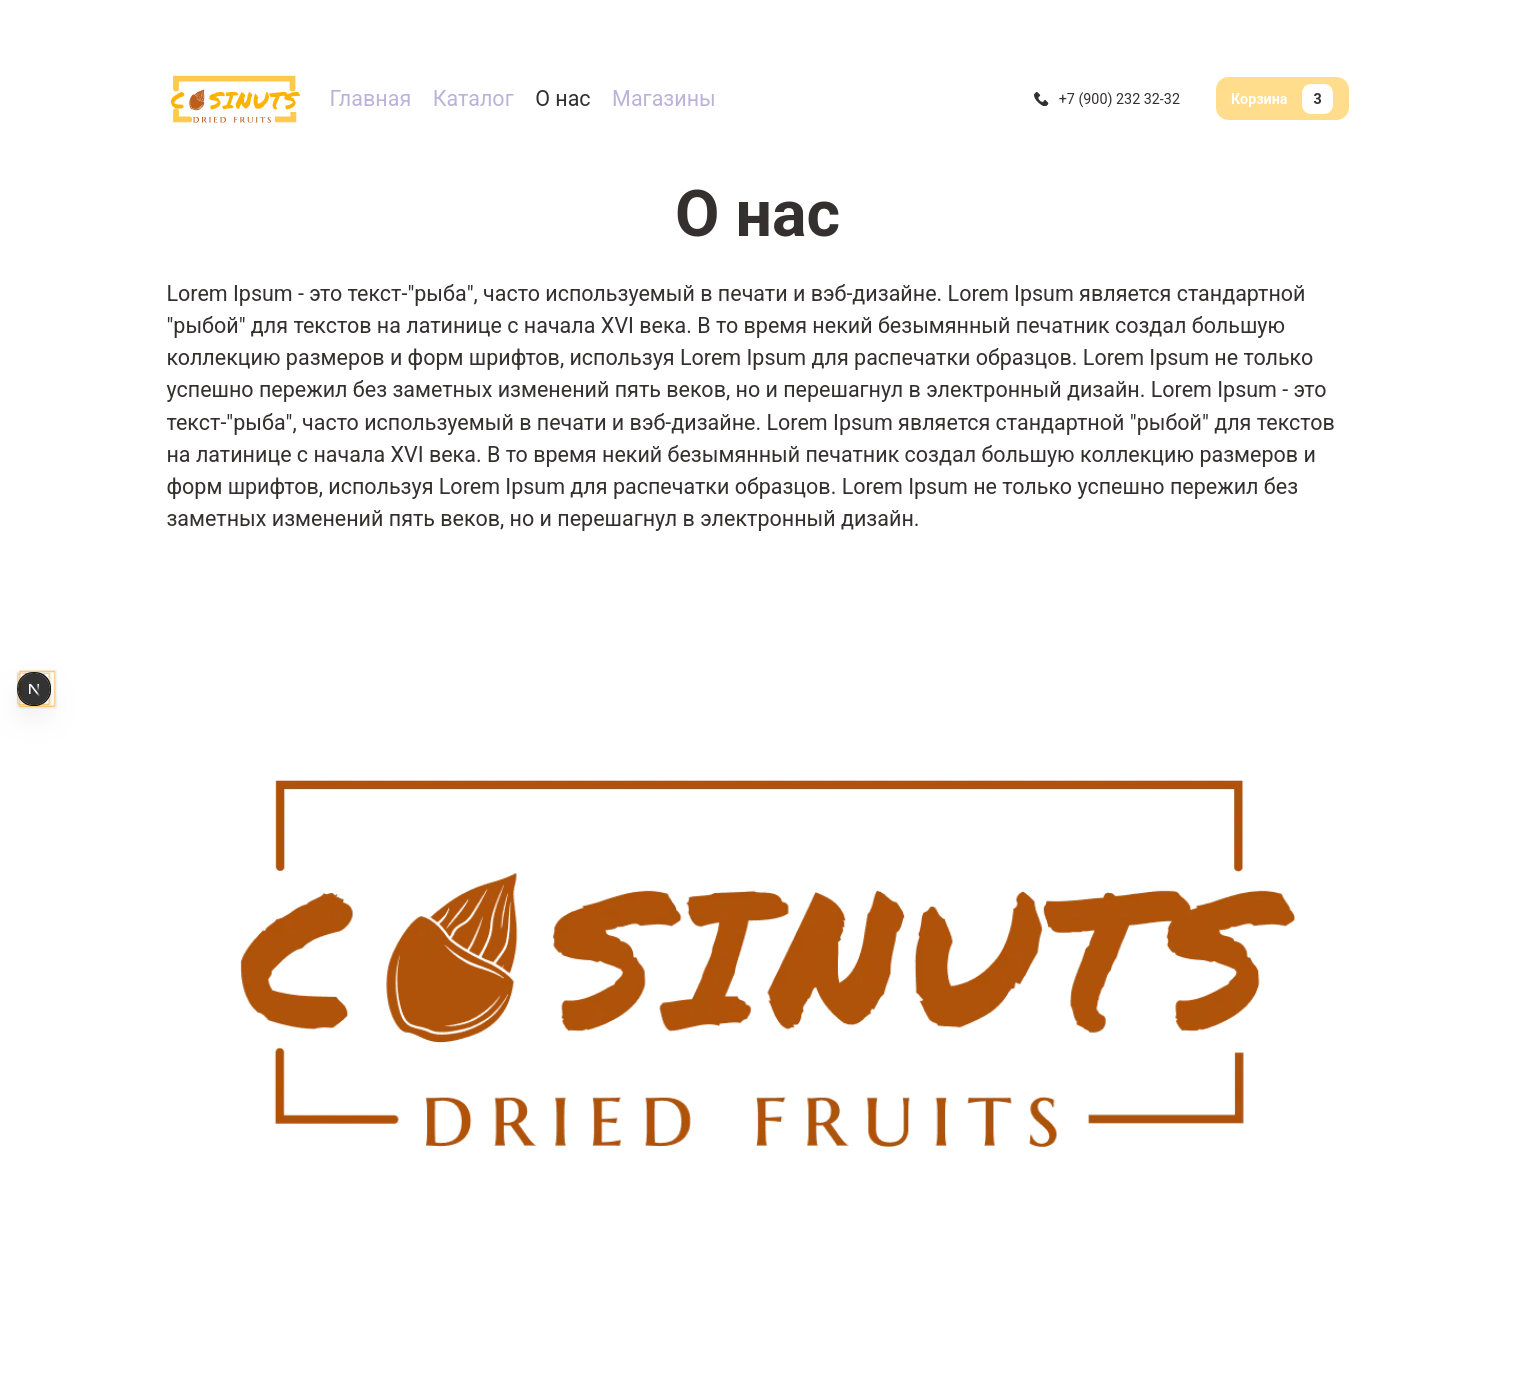 COSINUTS
DRIED FRUITS
Главная Каталог О нас Магазины
+7 (900) 232 32-32
Корзина 3
О нас
Lorem Ipsum - это текст-"рыба", часто используемый в печати и вэб-дизайне. Lorem Ipsum является стандартной
"рыбой" для текстов на латинице с начала XVI века. В то время некий безымянный печатник создал большую
коллекцию размеров и форм шрифтов, используя Lorem Ipsum для распечатки образцов. Lorem Ipsum не только
успешно пережил без заметных изменений пять веков, но и перешагнул в электронный дизайн. Lorem Ipsum - это
текст-"рыба", часто используемый в печати и вэб-дизайне. Lorem Ipsum является стандартной "рыбой" для текстов
на латинице с начала XVI века. В то время некий безымянный печатник создал большую коллекцию размеров и
форм шрифтов, используя Lorem Ipsum для распечатки образцов. Lorem Ipsum не только успешно пережил без
заметных изменений пять веков, но и перешагнул в электронный дизайн.
N
COSINUTS
DRIED FRUITS